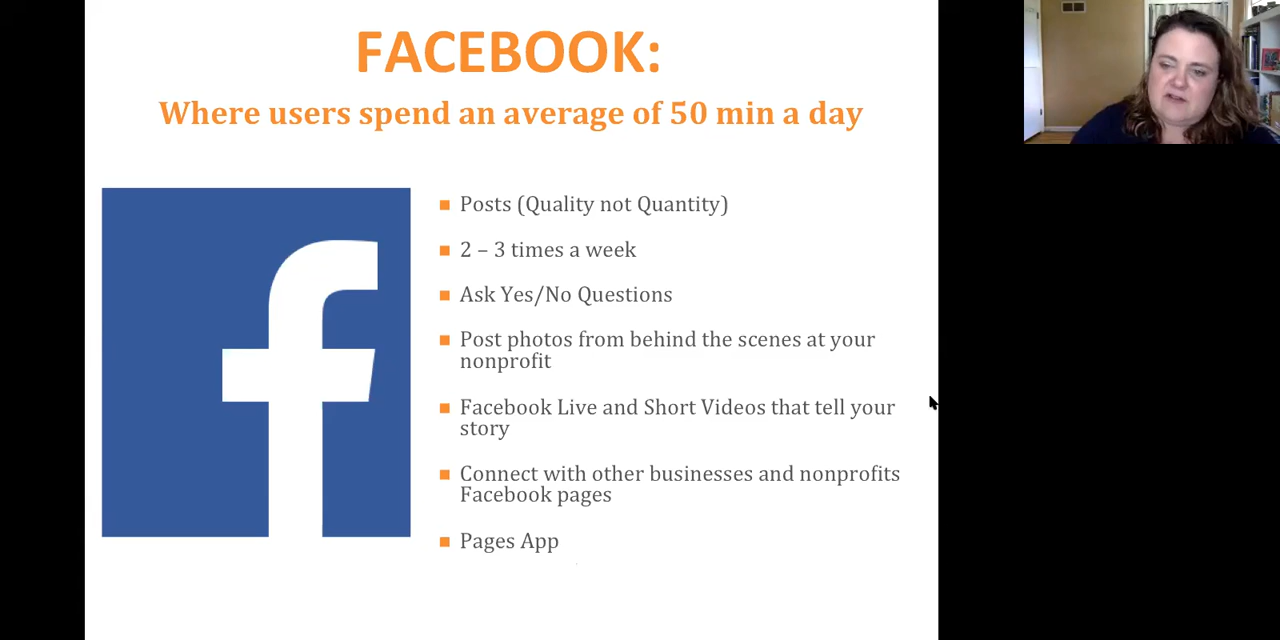 FACEBOOK:
Where users spend an average of 50 min a day
Posts (Quality not Quantity)
2 – 3 times a week
Ask Yes/No Questions
Post photos from behind the scenes at your
nonprofit
Facebook Live and Short Videos that tell your
story
Connect with other businesses and nonprofits
Facebook pages
Pages App